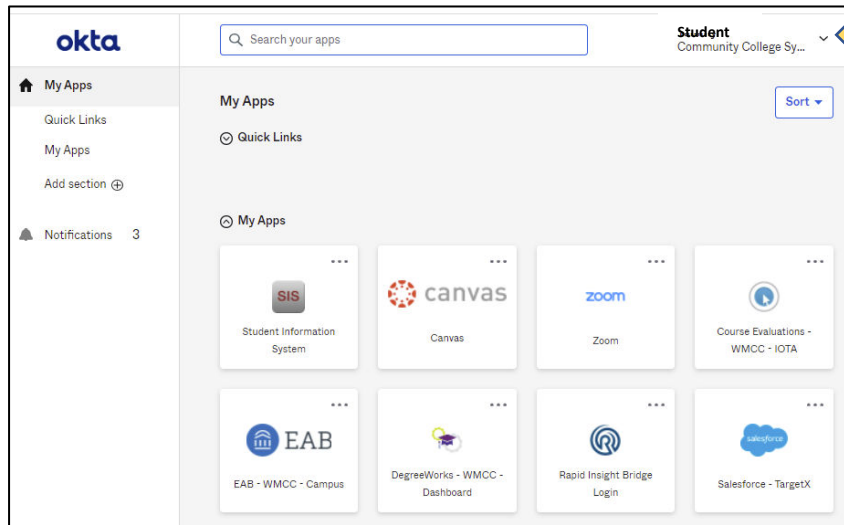 okta
Search your apps
Student
Community College Sy...
My Apps
Quick Links
My Apps
Add section
Notifications 3
My Apps
Sort
Quick Links
My Apps
SIS
Student Information
System
canvas
Canvas
zoom
Zoom
Course Evaluations -
WMCC - IOTA
EAB
EAB - WMCC - Campus
DegreeWorks - WMCC -
Dashboard
R
Rapid Insight Bridge
Login
salesforce
Salesforce - TargetX